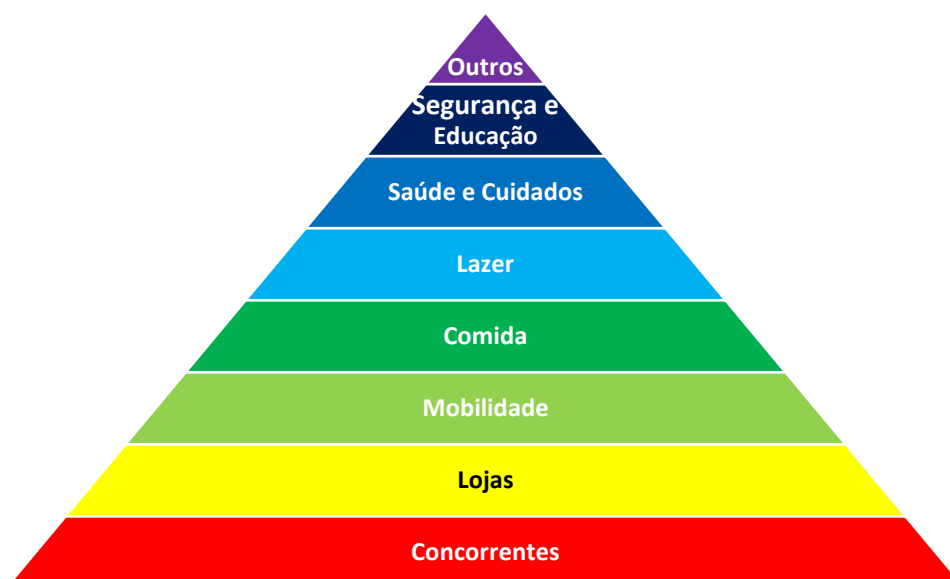 Outros
Segurança e
Educação
Saúde e Cuidados
Lazer
Comida
Mobilidade
Lojas
Concorrentes